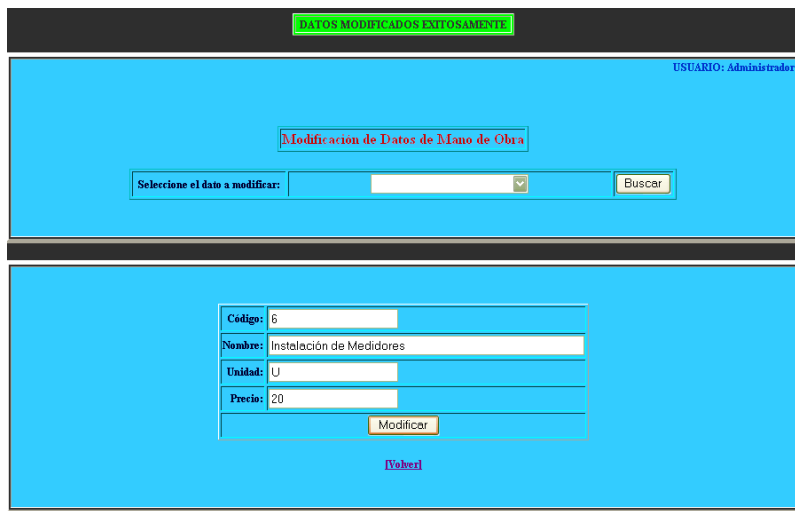 DATOS MODIFICADOS EXITOSAMENTE
USUARIO: Administrador
Modificación de Datos de Mano de Obra
Seleccione el dato a modificar: Buscar
Código: 6
Nombre: Instalación de Medidores
Unidad: U
Precio: 20
Modificar
[Volver]